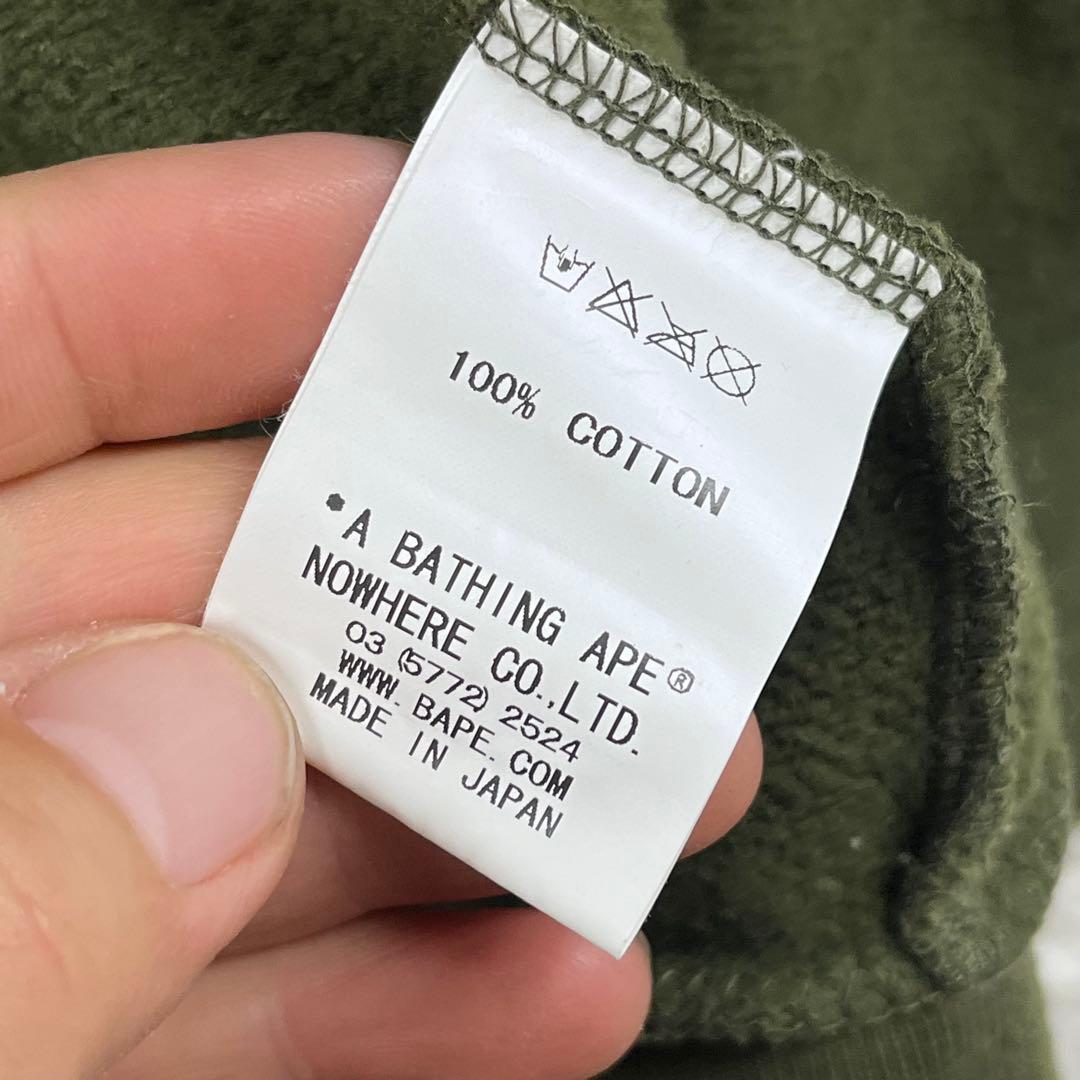 100% COTTON
•A BATHING APE®
NOWHERE CO.,LTD.
03 (5772) 2524
WWW. BAPE. COM
MADE IN JAPAN